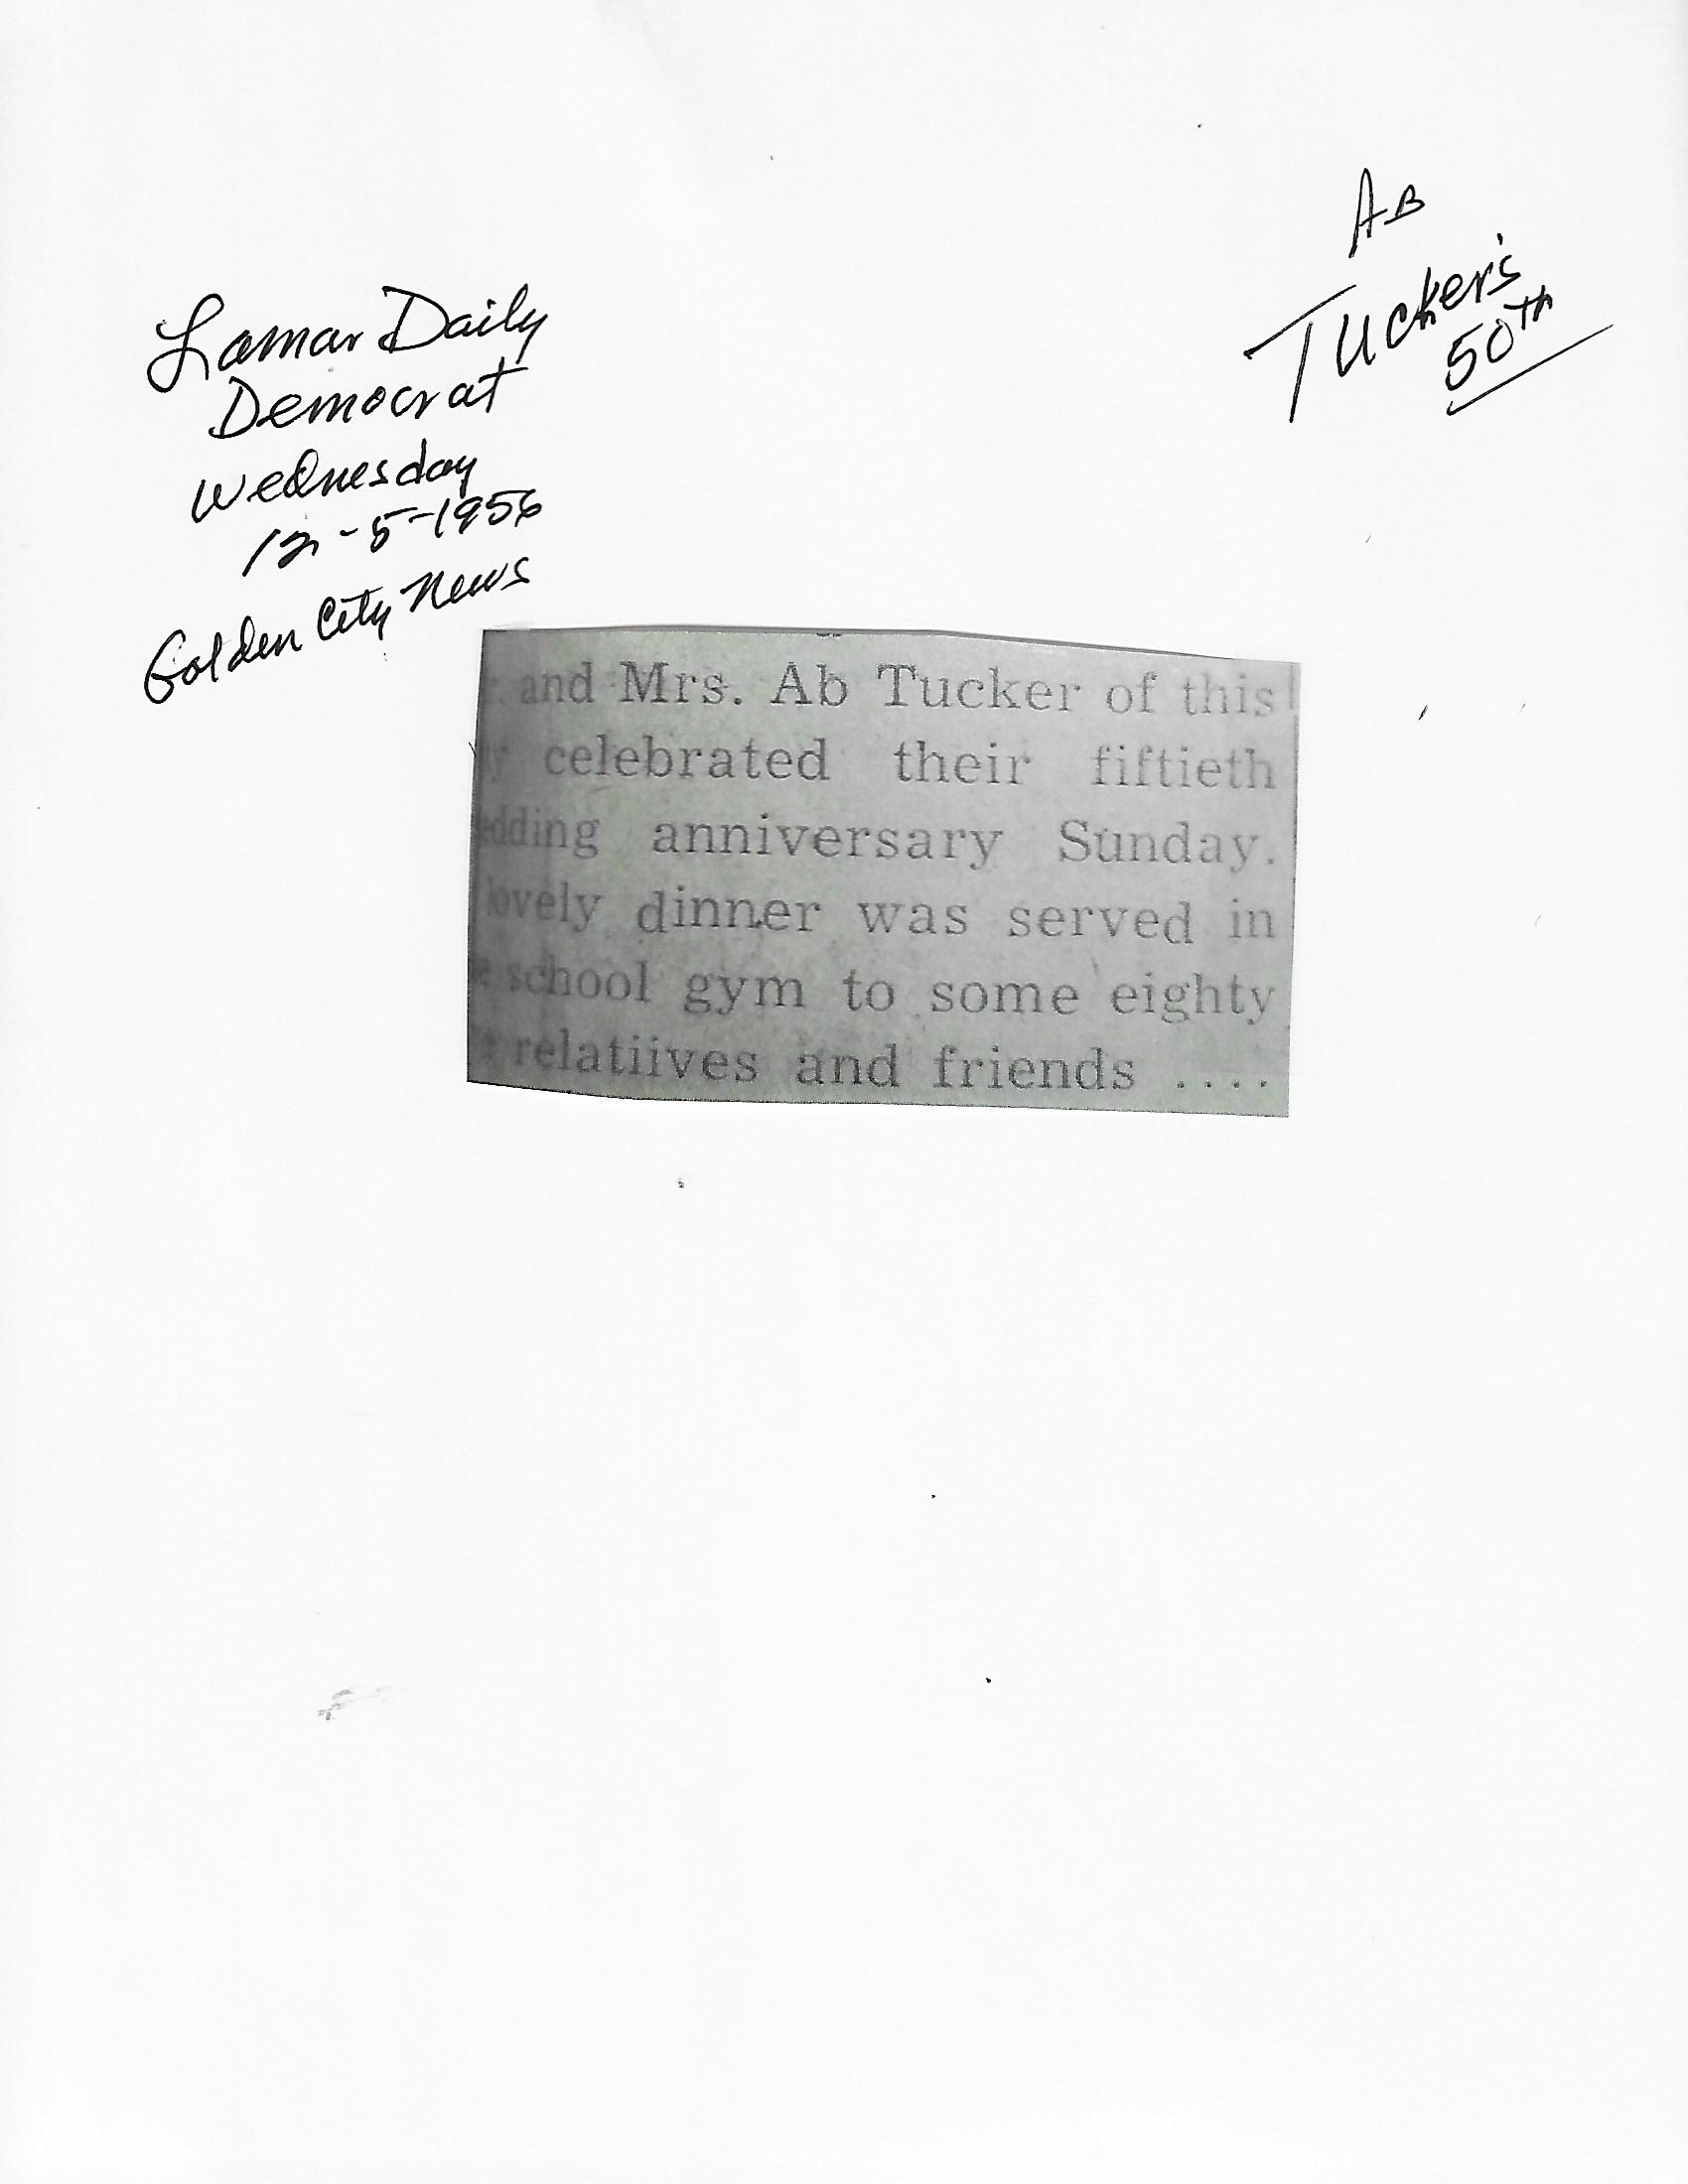 AB
Tucker's
50th
Lamar Daily
Democrat
Wednesday
12-5-1956
Golden City News
. and Mrs. Ab Tucker of this
y celebrated their fiftieth
dding anniversary Sunday.
lovely dinner was served in
e school gym to some eighty
relatiives and friends ....